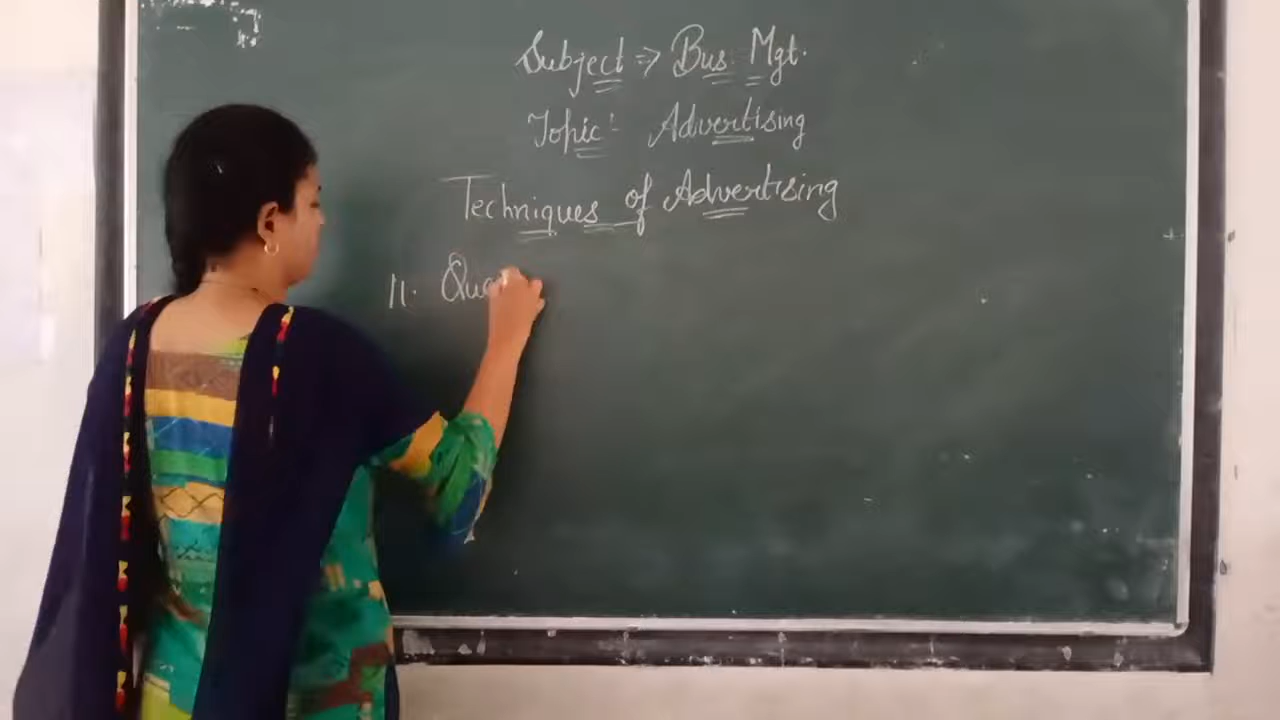 Subject ⇒ Bus. Mgt.
Topic: Advertising
Techniques of Advertising
11.